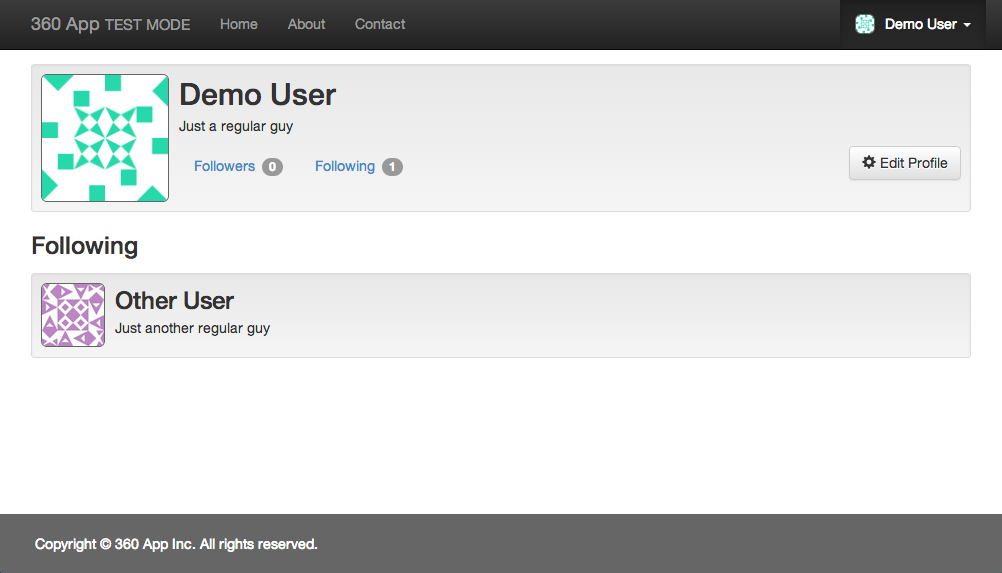 360 App TEST MODE Home About Contact Demo User
Demo User
Just a regular guy
Followers 0 Following 1
Edit Profile
Following
Other User
Just another regular guy
Copyright © 360 App Inc. All rights reserved.